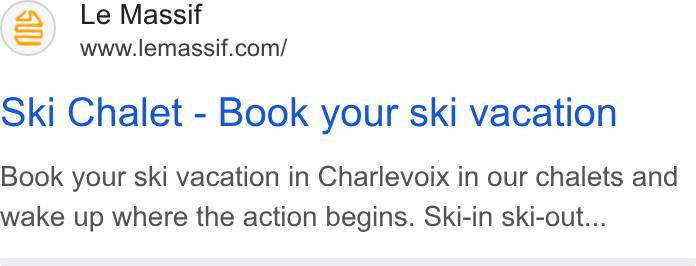 Le Massif
www.lemassif.com/
Ski Chalet - Book your ski vacation
Book your ski vacation in Charlevoix in our chalets and
wake up where the action begins. Ski-in ski-out...